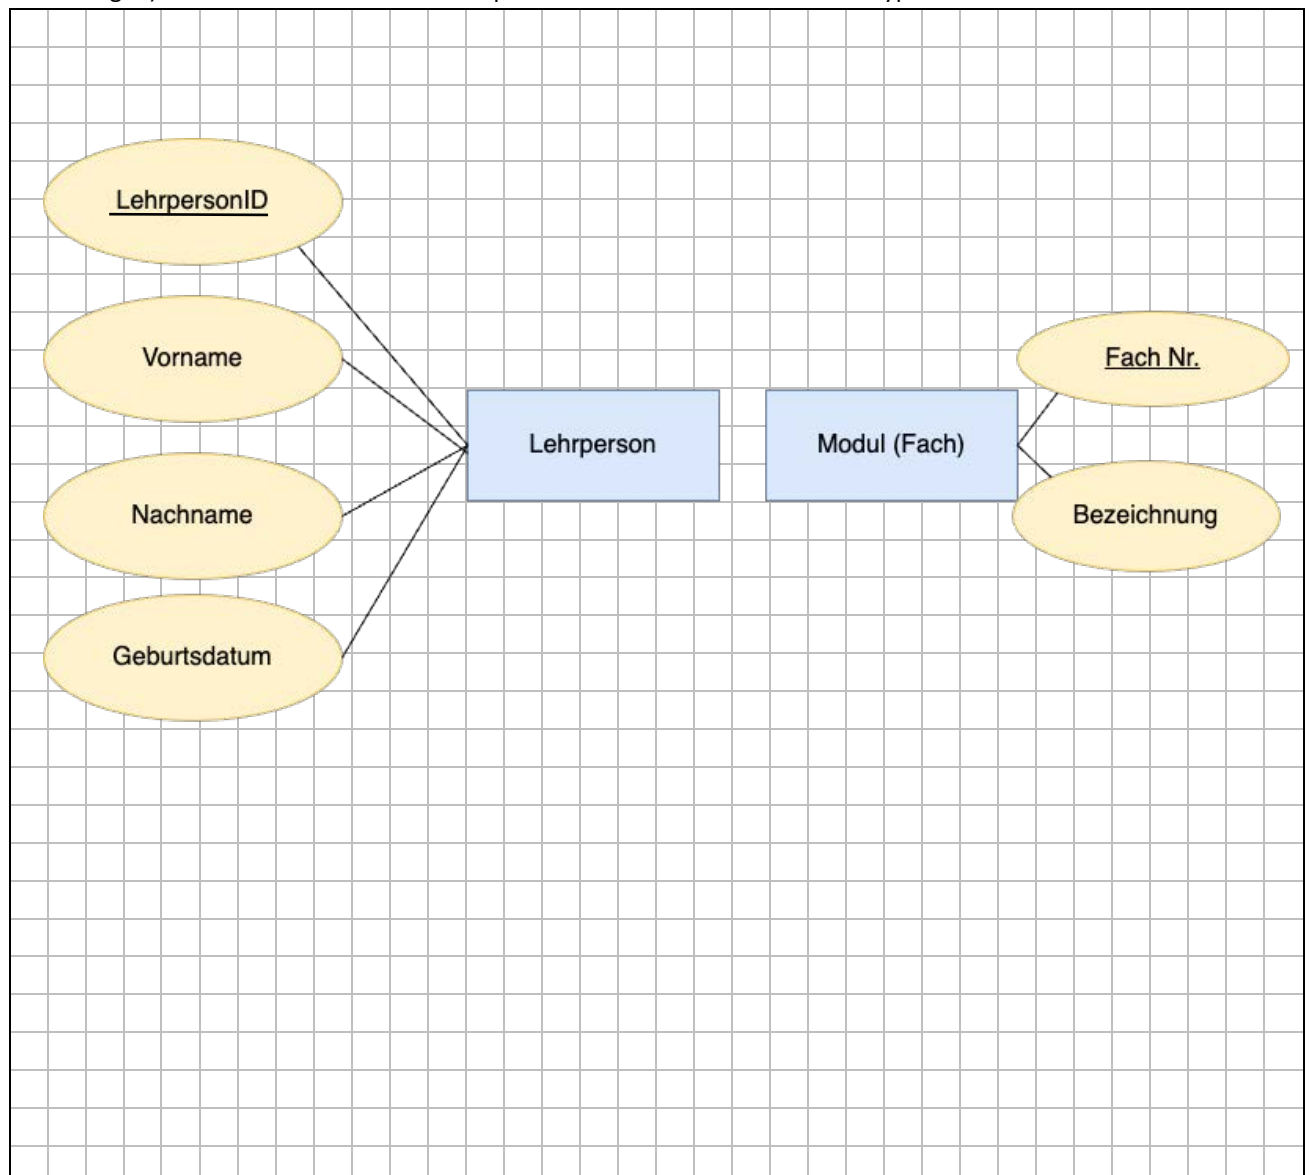 LehrpersonID
Vorname
Nachname
Geburtsdatum
Lehrperson
Modul (Fach)
Fach Nr.
Bezeichnung